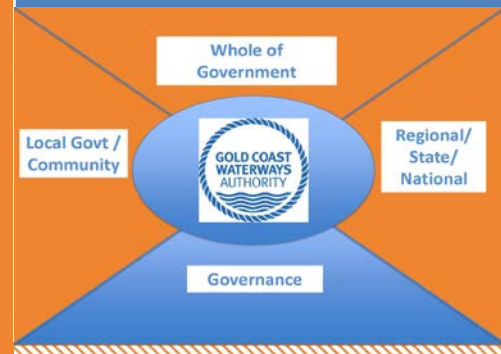 Whole of
Government
Local Govt /
Community
GOLD COAST
WATERWAYS
AUTHORITY
Regional/
State/
National
Governance